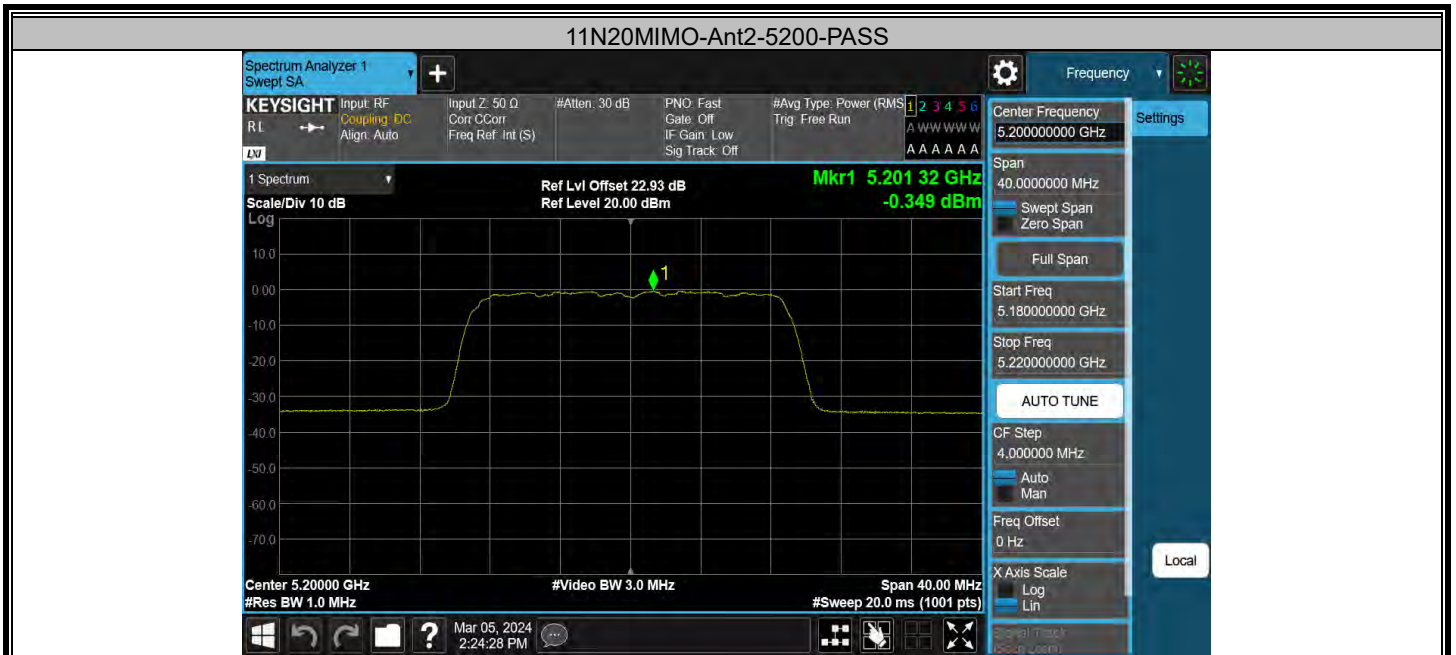 11N20MIMO-Ant2-5200-PASS
Spectrum Analyzer 1
Swept SA
Frequency
KEYSIGHT
RL
LXI
Input: RF
Coupling: DC
Align: Auto
Input Z: 50 Ω
Corr CCorr
Freq Ref: Int (S)
#Atten: 30 dB
PNO: Fast
Gate: Off
IF Gain: Low
Sig Track: Off
#Avg Type: Power (RMS
Trig: Free Run
1 2 3 4 5 6
A W W W W W
A A A A A A
Center Frequency
5.200000000 GHz
Settings
Span
40.0000000 MHz
Swept Span
Zero Span
Full Span
Start Freq
5.180000000 GHz
Stop Freq
5.220000000 GHz
AUTO TUNE
CF Step
4.000000 MHz
Auto
Man
Freq Offset
0 Hz
X Axis Scale
Log
Lin
Local
1 Spectrum
Scale/Div 10 dB
Log
Ref Lvl Offset 22.93 dB
Ref Level 20.00 dBm
Mkr1 5.201 32 GHz
-0.349 dBm
1
10.0
0.00
-10.0
-20.0
-30.0
-40.0
-50.0
-60.0
-70.0
Center 5.20000 GHz
#Res BW 1.0 MHz
#Video BW 3.0 MHz
Span 40.00 MHz
#Sweep 20.0 ms (1001 pts)
?
Mar 05, 2024
2:24:28 PM